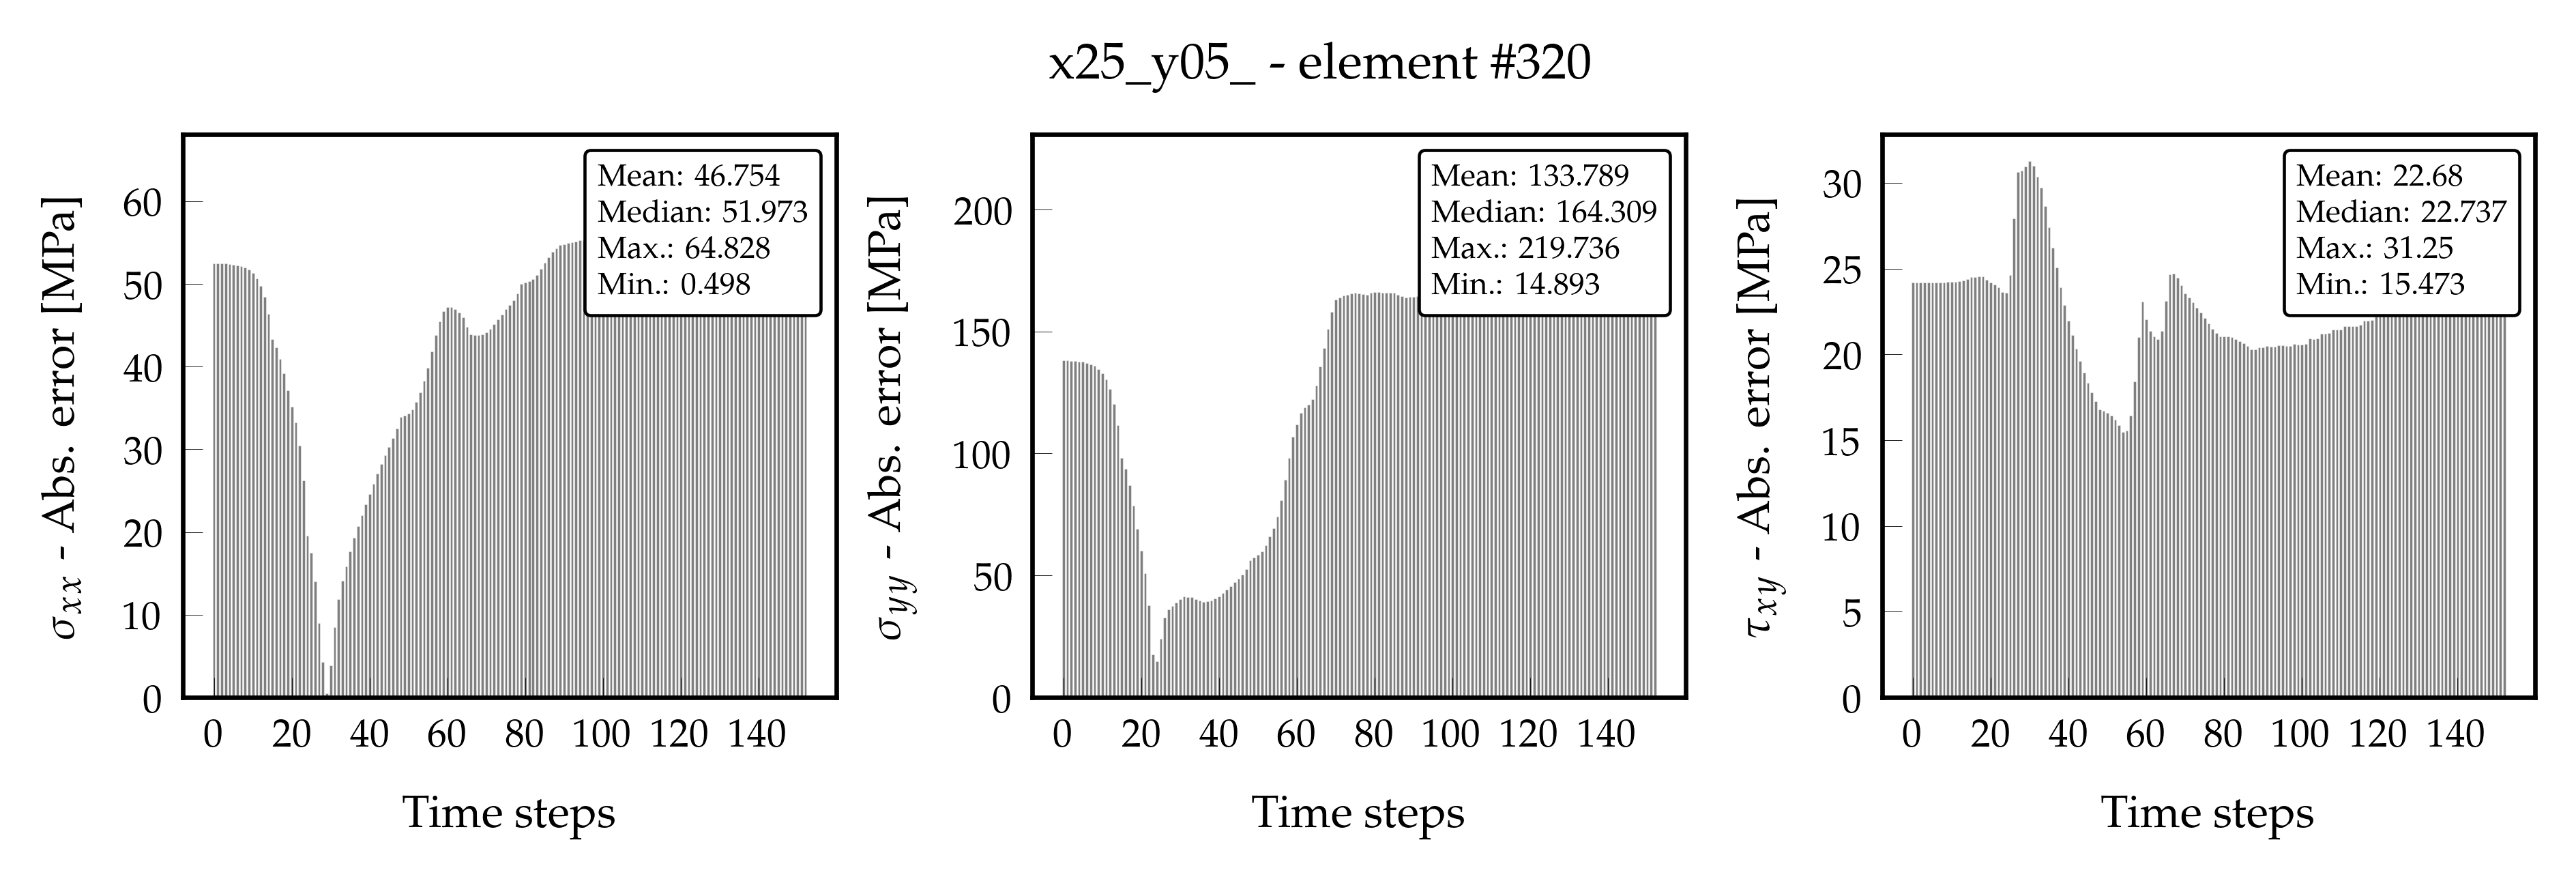 x25_y05_ - element #320
σxx - Abs. error [MPa]
60
50
40
30
20
10
0
Mean: 46.754
Median: 51.973
Max.: 64.828
Min.: 0.498
0 20 40 60 80 100 120 140
Time steps
σyy - Abs. error [MPa]
200
150
100
50
0
Mean: 133.789
Median: 164.309
Max.: 219.736
Min.: 14.893
0 20 40 60 80 100 120 140
Time steps
τxy - Abs. error [MPa]
30
25
20
15
10
5
0
Mean: 22.68
Median: 22.737
Max.: 31.25
Min.: 15.473
0 20 40 60 80 100 120 140
Time steps